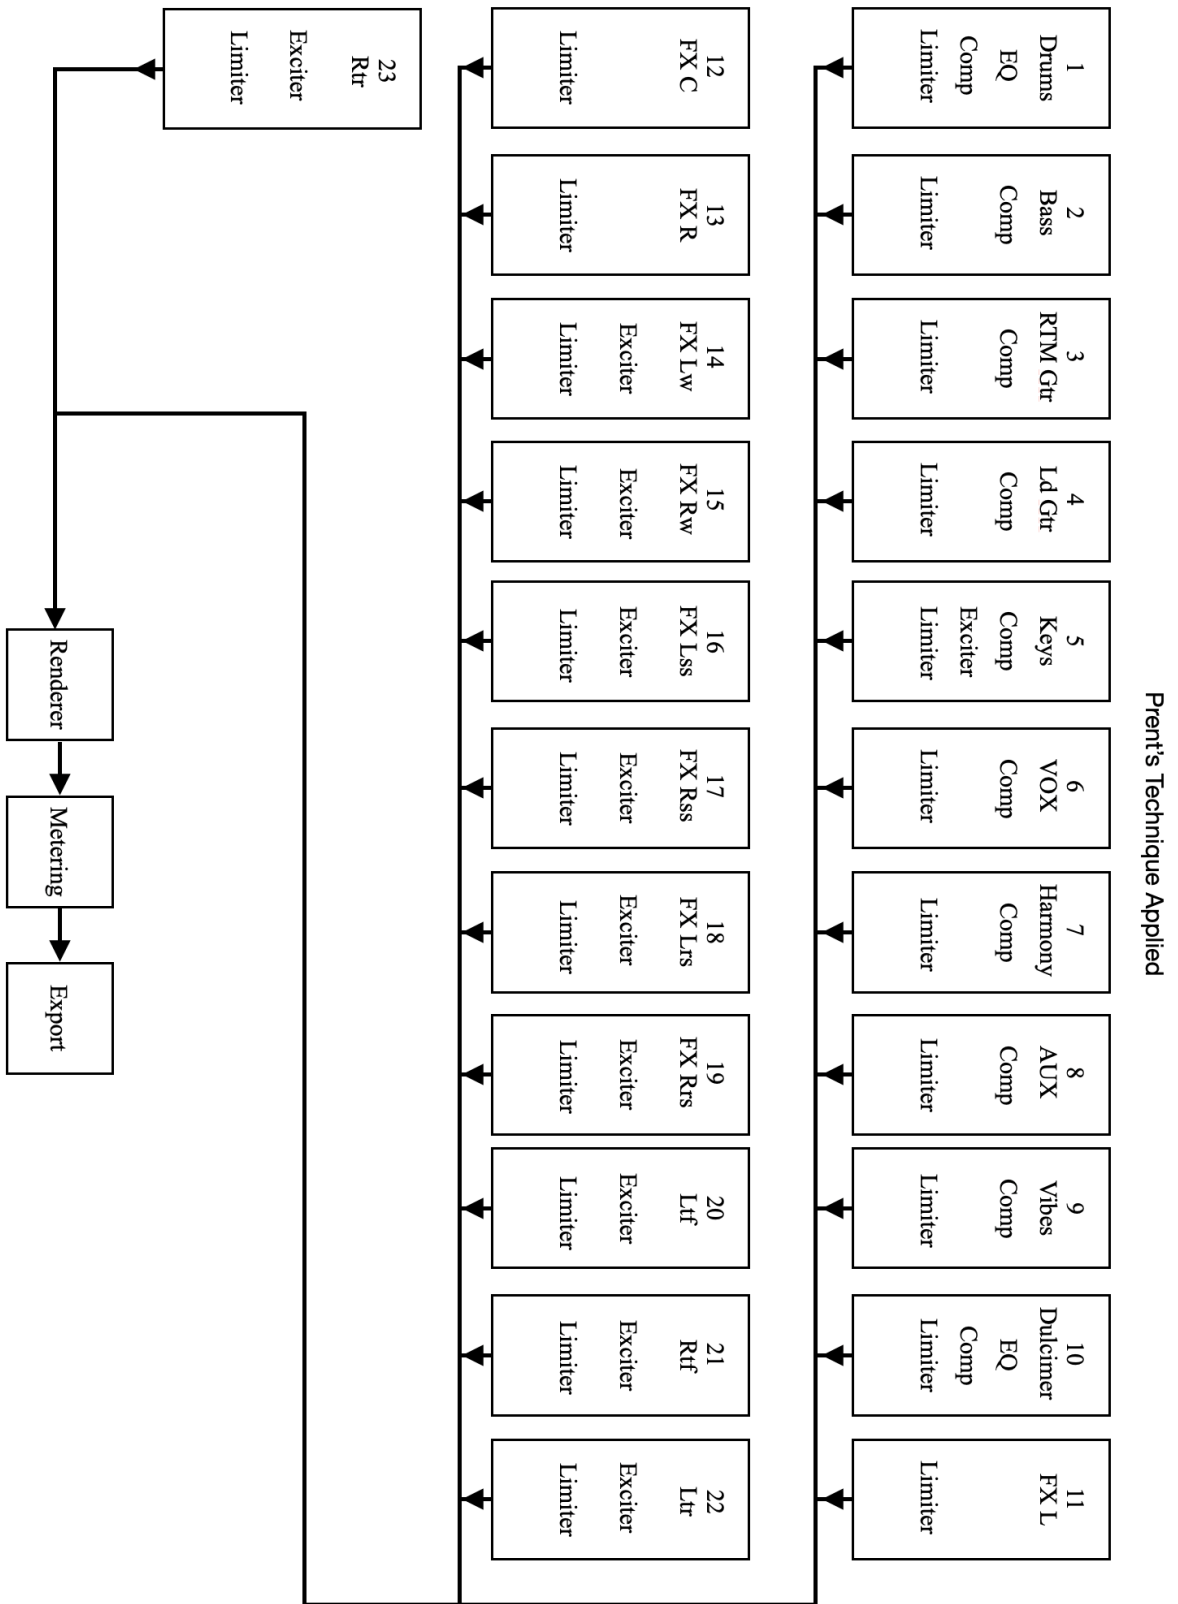 Prent's Technique Applied
1
Drums
EQ
Comp
Limiter
2
Bass
Comp
Limiter
3
RTM Gtr
Comp
Limiter
4
Ld Gtr
Comp
Limiter
5
Keys
Comp
Exciter
Limiter
6
VOX
Comp
Limiter
7
Harmony
Comp
Limiter
8
AUX
Comp
Limiter
9
Vibes
Comp
Limiter
10
Dulcimer
EQ
Comp
Limiter
11
FX L
Limiter
12
FX C
Limiter
13
FX R
Limiter
14
FX Lw
Exciter
Limiter
15
FX Rw
Exciter
Limiter
16
FX Lss
Exciter
Limiter
17
FX Rss
Exciter
Limiter
18
FX Lrs
Exciter
Limiter
19
FX Rrs
Exciter
Limiter
20
Ltf
Exciter
Limiter
21
Rtf
Exciter
Limiter
22
Ltr
Exciter
Limiter
23
Rtr
Exciter
Limiter
Renderer
Metering
Export